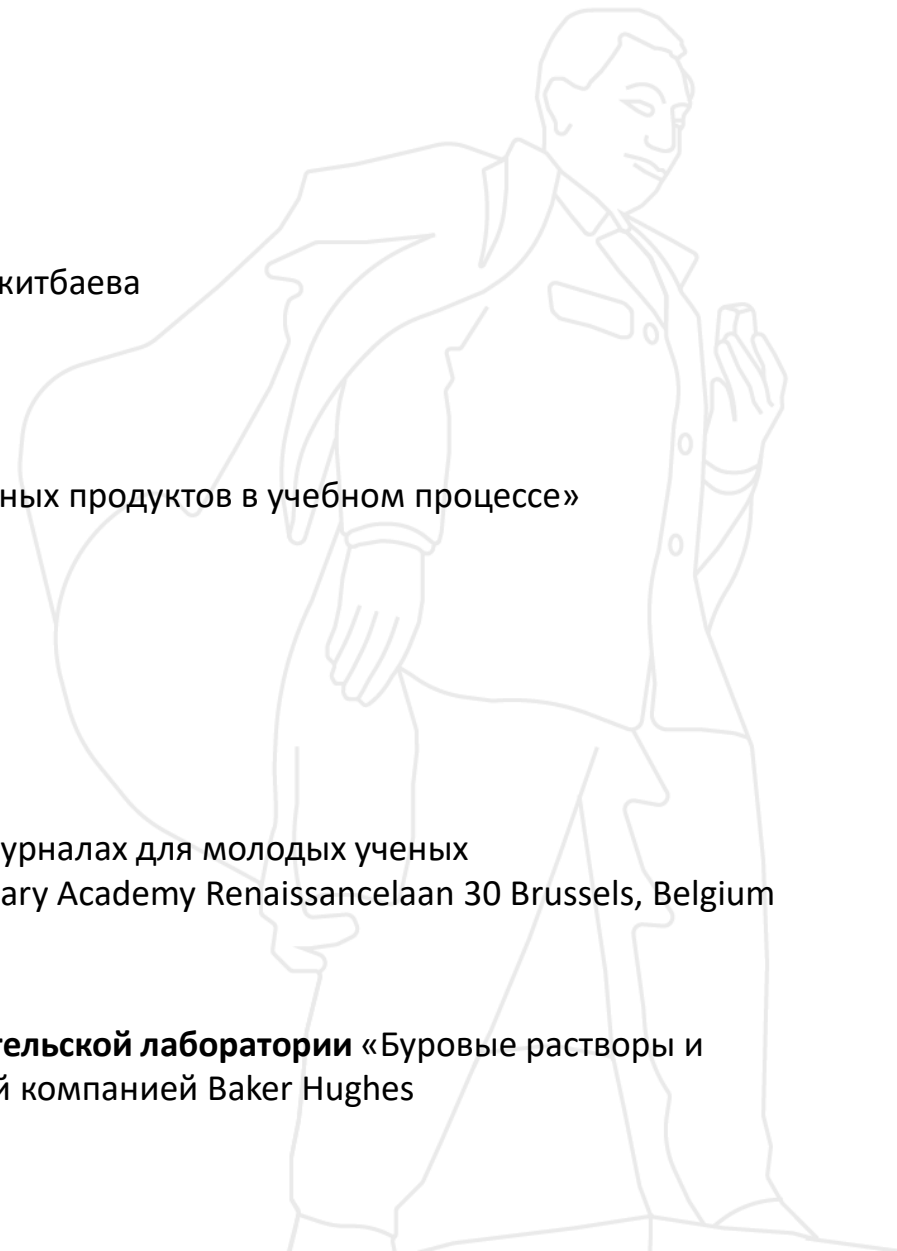 китбаева
ных продуктов в учебном процессе»
урналах для молодых ученых
ary Academy Renaissancelaan 30 Brussels, Belgium
тельской лаборатории «Буровые растворы и
й компанией Baker Hughes